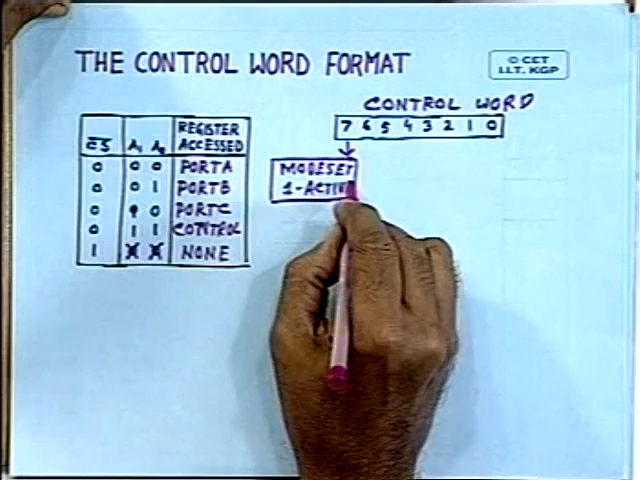 THE CONTROL WORD FORMAT
© CET
I.I.T. KGP
CONTROL WORD
7 6 5 4 3 2 1 0
MODESET
1-ACTIV
CS A1 A0 REGISTER ACCESSED
0 0 0 PORTA
0 0 1 PORTB
0 1 0 PORTC
0 1 1 CONTROL
1 X X NONE